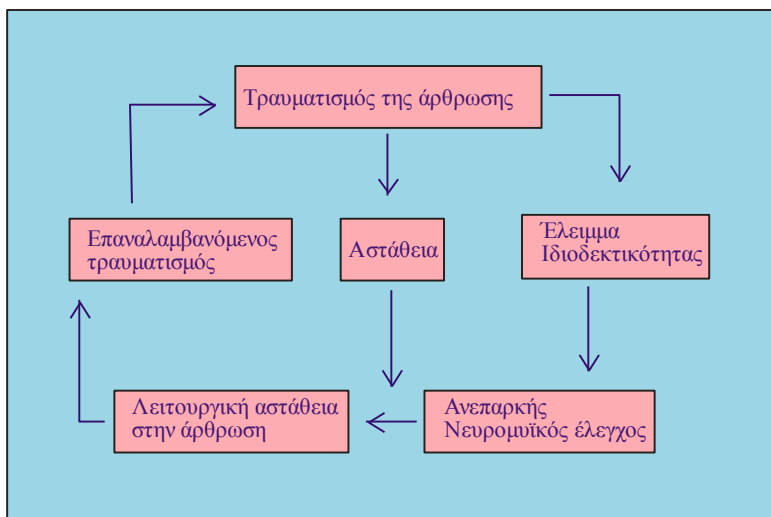 Τραυματισμός της άρθρωσης
Επαναλαμβανόμενος
τραυματισμός
Αστάθεια
Έλειμμα
Ιδιοδεκτικότητας
Λειτουργική αστάθεια
στην άρθρωση
Ανεπαρκής
Νευρομυϊκός έλεγχος